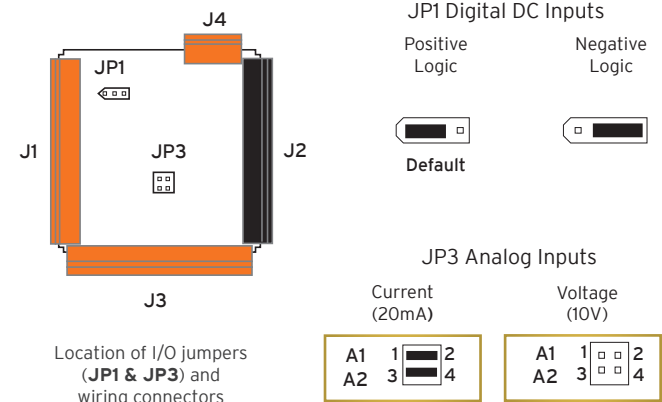 J4
JP1
J1
JP3
J2
J3
Location of I/O jumpers
(JP1 & JP3) and
wiring connectors
JP1 Digital DC Inputs
Positive Logic
Negative Logic
Default
JP3 Analog Inputs
Current (20mA)
Voltage (10V)
A1 1 2
A2 3 4
A1 1 2
A2 3 4